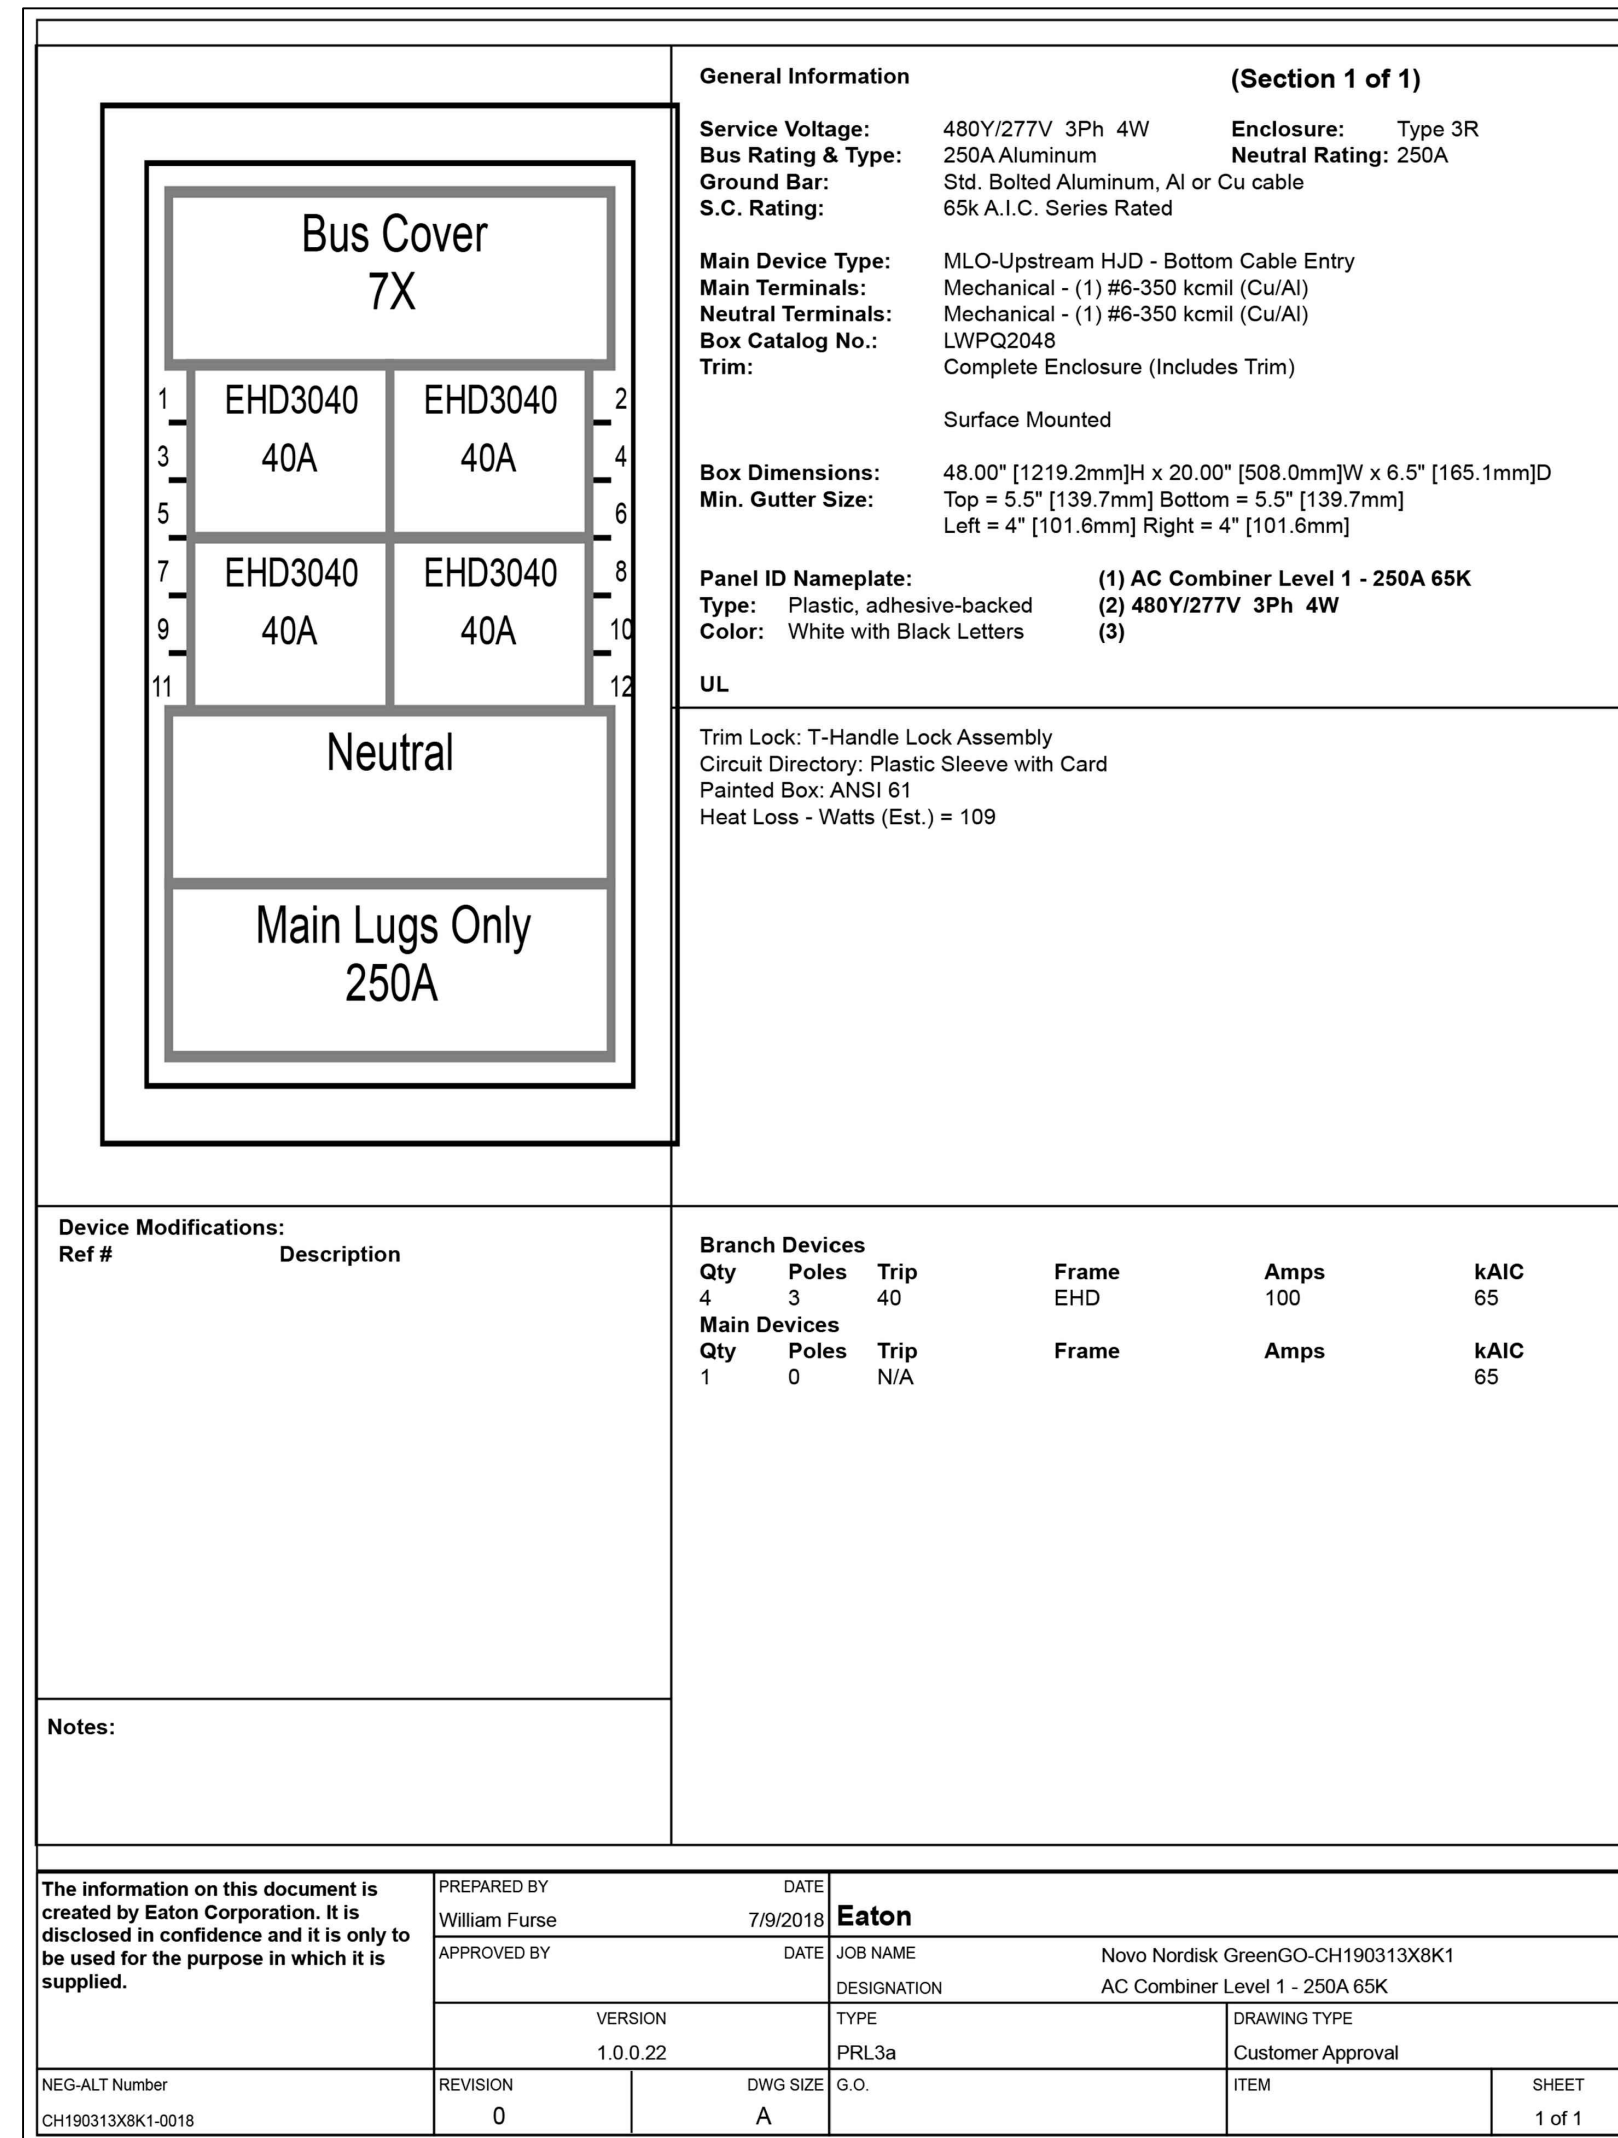 Bus Cover
7X
1 EHD3040 EHD3040 2
3 40A 40A 4
5 6
7 EHD3040 EHD3040 8
9 40A 40A 10
11 12
Neutral
Main Lugs Only
250A
General Information (Section 1 of 1)
Service Voltage: 480Y/277V 3Ph 4W Enclosure: Type 3R
Bus Rating & Type: 250A Aluminum Neutral Rating: 250A
Ground Bar: Std. Bolted Aluminum, Al or Cu cable
S.C. Rating: 65k A.I.C. Series Rated
Main Device Type: MLO-Upstream HJD - Bottom Cable Entry
Main Terminals: Mechanical - (1) #6-350 kcmil (Cu/Al)
Neutral Terminals: Mechanical - (1) #6-350 kcmil (Cu/Al)
Box Catalog No.: LWPQ2048
Trim: Complete Enclosure (Includes Trim)
Surface Mounted
Box Dimensions: 48.00" [1219.2mm]H x 20.00" [508.0mm]W x 6.5" [165.1mm]D
Min. Gutter Size: Top = 5.5" [139.7mm] Bottom = 5.5" [139.7mm]
Left = 4" [101.6mm] Right = 4" [101.6mm]
Panel ID Nameplate: (1) AC Combiner Level 1 - 250A 65K
Type: Plastic, adhesive-backed (2) 480Y/277V 3Ph 4W
Color: White with Black Letters (3)
UL
Trim Lock: T-Handle Lock Assembly
Circuit Directory: Plastic Sleeve with Card
Painted Box: ANSI 61
Heat Loss - Watts (Est.) = 109
Device Modifications:
Ref # Description
Branch Devices
Qty Poles Trip Frame Amps kAIC
4 3 40 EHD 100 65
Main Devices
Qty Poles Trip Frame Amps kAIC
1 0 N/A 65
Notes:
The information on this document is
created by Eaton Corporation. It is
disclosed in confidence and it is only to
be used for the purpose in which it is
supplied.
PREPARED BY DATE
William Furse 7/9/2018
Eaton
APPROVED BY DATE
JOB NAME Novo Nordisk GreenGO-CH190313X8K1
DESIGNATION AC Combiner Level 1 - 250A 65K
VERSION
1.0.0.22
TYPE
PRL3a
DRAWING TYPE
Customer Approval
NEG-ALT Number
CH190313X8K1-0018
REVISION
0
DWG SIZE
A
G.O.
ITEM
SHEET
1 of 1